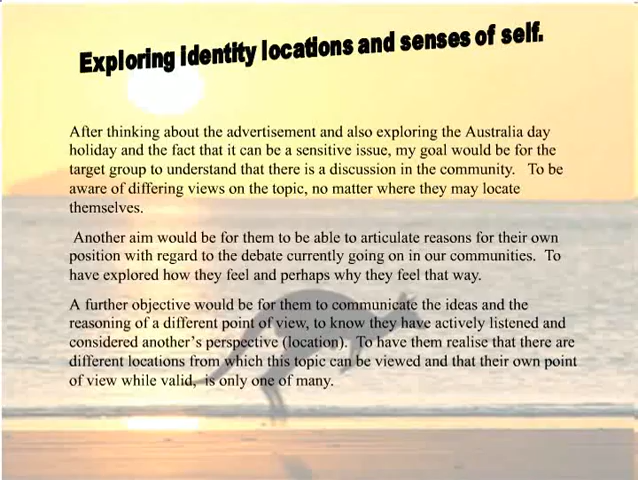 Exploring identity locations and senses of self.
After thinking about the advertisement and also exploring the Australia day
holiday and the fact that it can be a sensitive issue, my goal would be for the
target group to understand that there is a discussion in the community. To be
aware of differing views on the topic, no matter where they may locate
themselves.
Another aim would be for them to be able to articulate reasons for their own
position with regard to the debate currently going on in our communities. To
have explored how they feel and perhaps why they feel that way.
A further objective would be for them to communicate the ideas and the
reasoning of a different point of view, to know they have actively listened and
considered another's perspective (location). To have them realise that there are
different locations from which this topic can be viewed and that their own point
of view while valid, is only one of many.